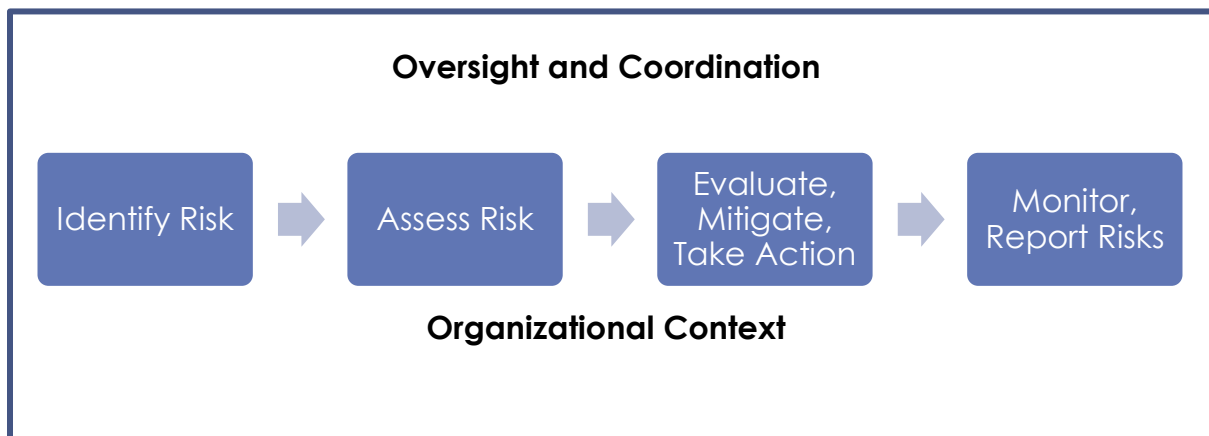 Oversight and Coordination
Identify Risk
Assess Risk
Evaluate,
Mitigate,
Take Action
Monitor,
Report Risks
Organizational Context